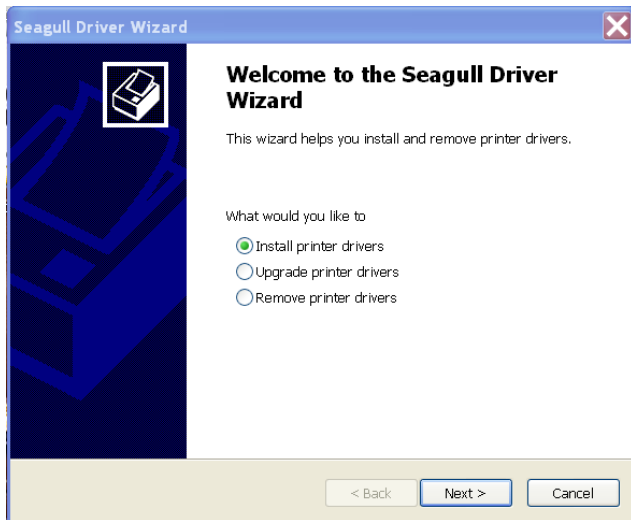 Seagull Driver Wizard
Welcome to the Seagull Driver
Wizard
This wizard helps you install and remove printer drivers.
What would you like to
Install printer drivers
Upgrade printer drivers
Remove printer drivers
< Back
Next >
Cancel